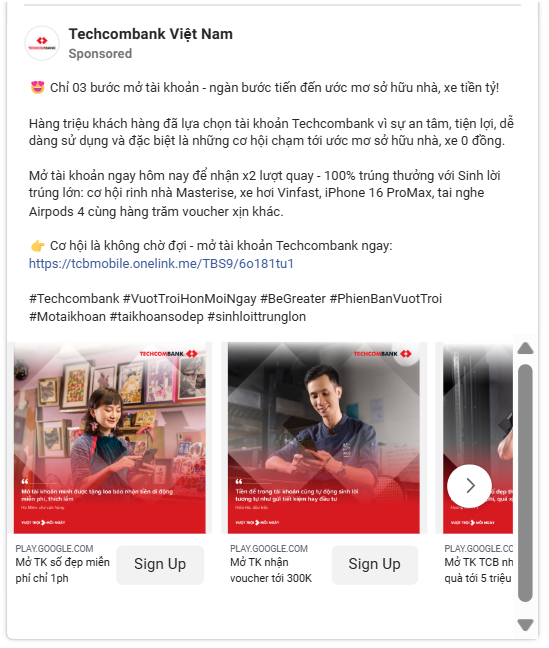 Techcombank Việt Nam
Sponsored
😍 Chỉ 03 bước mở tài khoản - ngàn bước tiến đến ước mơ sở hữu nhà, xe tiền tỷ!
Hàng triệu khách hàng đã lựa chọn tài khoản Techcombank vì sự an tâm, tiện lợi, dễ
dàng sử dụng và đặc biệt là những cơ hội chạm tới ước mơ sở hữu nhà, xe 0 đồng.
Mở tài khoản ngay hôm nay để nhận x2 lượt quay - 100% trúng thưởng với Sinh lời
trúng lớn: cơ hội rinh nhà Masterise, xe hơi Vinfast, iPhone 16 ProMax, tai nghe
Airpods 4 cùng hàng trăm voucher xịn khác.
👉 Cơ hội là không chờ đợi - mở tài khoản Techcombank ngay:
https://tcbmobile.onelink.me/TBS9/6o181tu1
#Techcombank #VuotTroiHonMoiNgay #BeGreater #PhienBanVuotTroi
#Motaikhoan #taikhoansodep #sinhloittrunglon
TECHCOMBANK
Mở tài khoản mình được tặng loa báo nhận tiền di động
miễn phí, thích lắm
VƯỢT TRỘI MỖI NGÀY
TECHCOMBANK
Tiền để trong tài khoản cũng tự động sinh lời
tương tự như gửi tiết kiệm hay đầu tư
VƯỢT TRỘI MỖI NGÀY
VƯỢT TRỘI
PLAY.GOOGLE.COM
Mở TK số đẹp miễn
phí chỉ 1ph
Sign Up
PLAY.GOOGLE.COM
Mở TK nhận
voucher tới 300K
Sign Up
PLAY.GOOGLE.CO
Mở TK TCB nh
quà tới 5 triệu